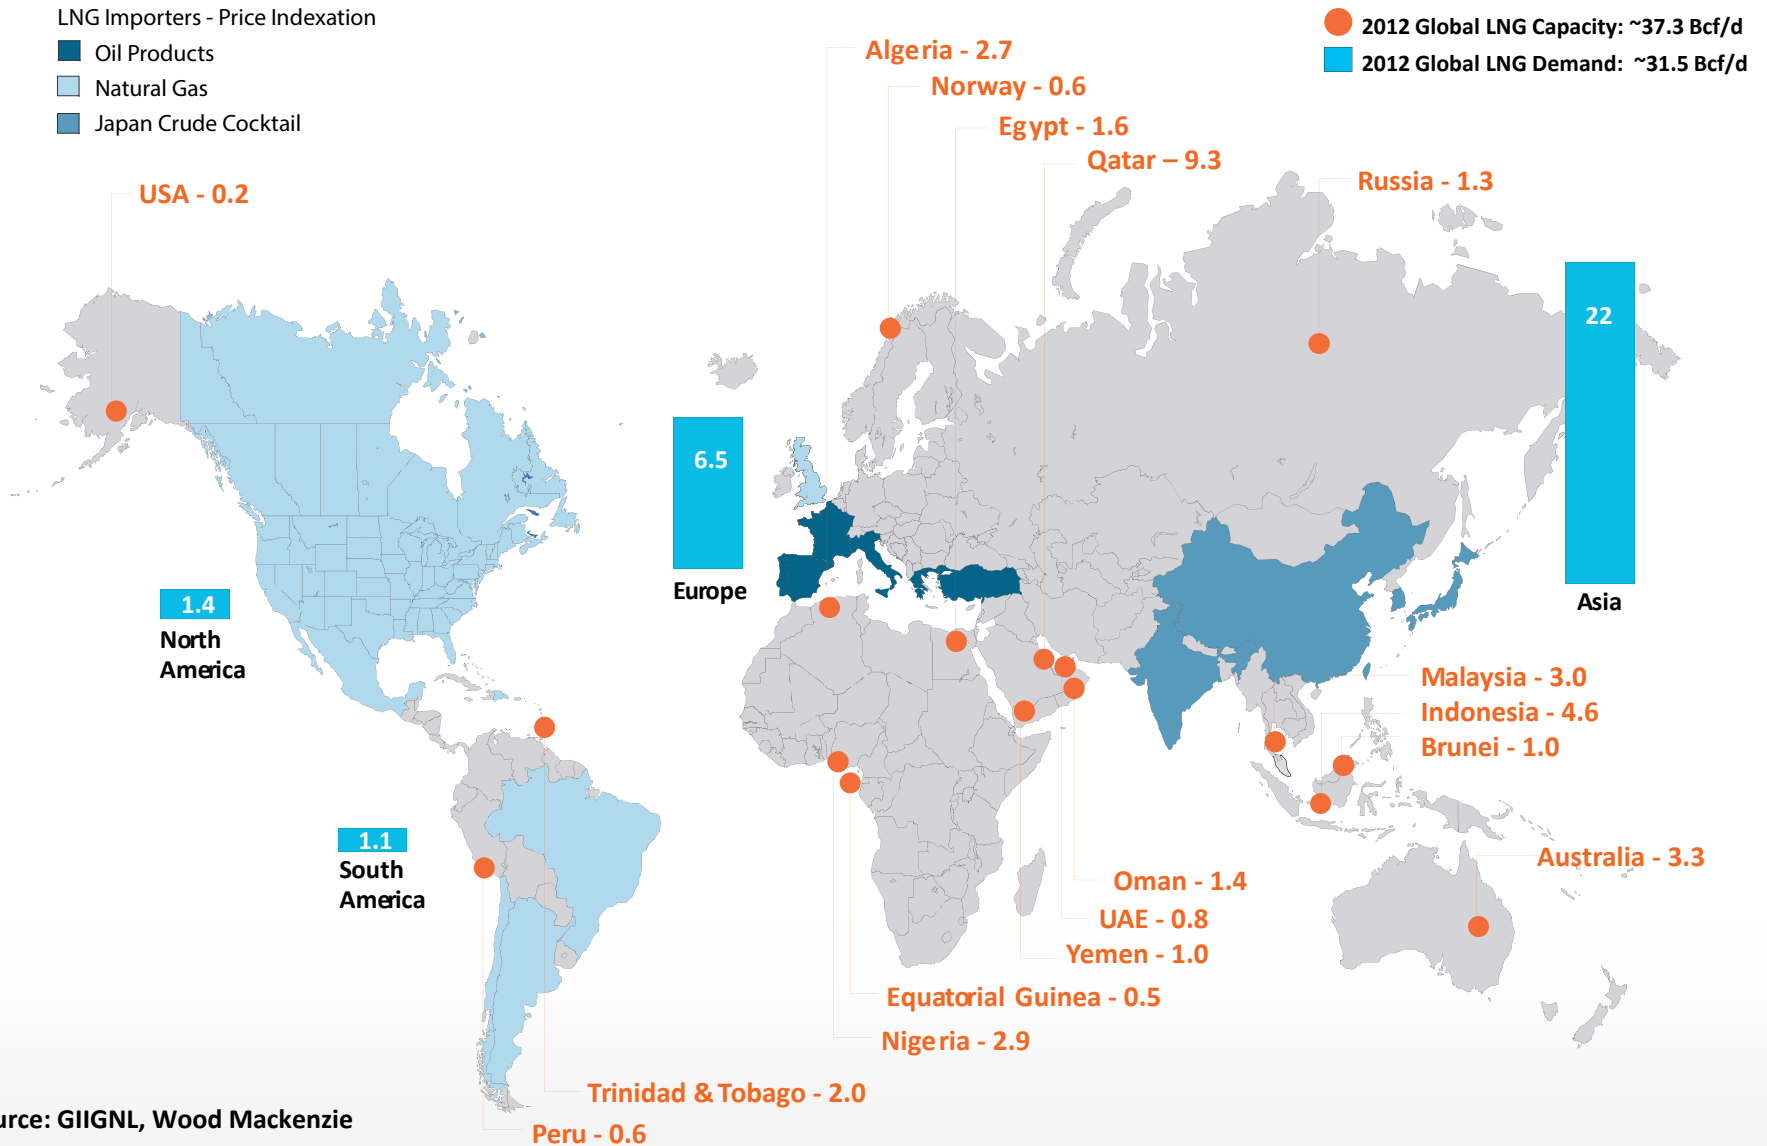 LNG Importers - Price Indexation
Oil Products
Natural Gas
Japan Crude Cocktail
2012 Global LNG Capacity: ~37.3 Bcf/d
2012 Global LNG Demand: ~31.5 Bcf/d
Algeria - 2.7
Norway - 0.6
Egypt - 1.6
Qatar – 9.3
Russia - 1.3
USA - 0.2
22
6.5
Europe
Asia
1.4
North
America
Malaysia - 3.0
Indonesia - 4.6
Brunei - 1.0
1.1
South
America
Australia - 3.3
Oman - 1.4
UAE - 0.8
Yemen - 1.0
Equatorial Guinea - 0.5
Nigeria - 2.9
Trinidad & Tobago - 2.0
urce: GIIGNL, Wood Mackenzie
Peru - 0.6